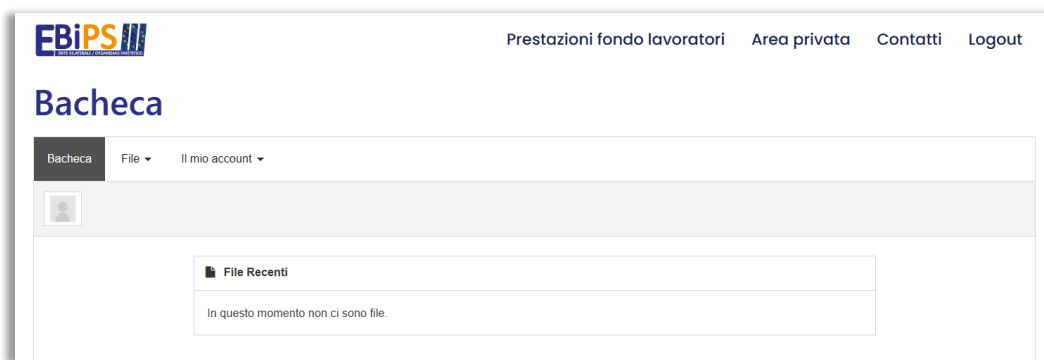 EBiPS
ENTE BILATERALE / ORGANISMO PARITETICO
Prestazioni fondo lavoratori Area privata Contatti Logout
Bacheca
Bacheca File Il mio account
File Recenti
In questo momento non ci sono file.